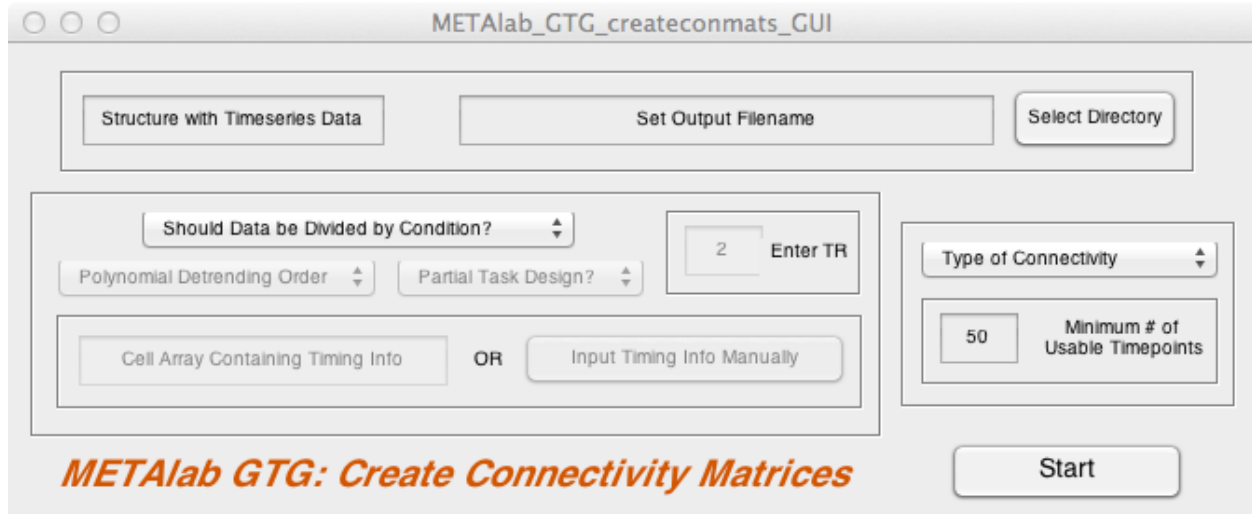 METAlab_GTG_createconmats_GUI
Structure with Timeseries Data
Set Output Filename
Select Directory
Should Data be Divided by Condition?
2
Enter TR
Polynomial Detrending Order
Partial Task Design?
Type of Connectivity
50
Minimum # of
Usable Timepoints
Cell Array Containing Timing Info
OR
Input Timing Info Manually
METAlab GTG: Create Connectivity Matrices
Start